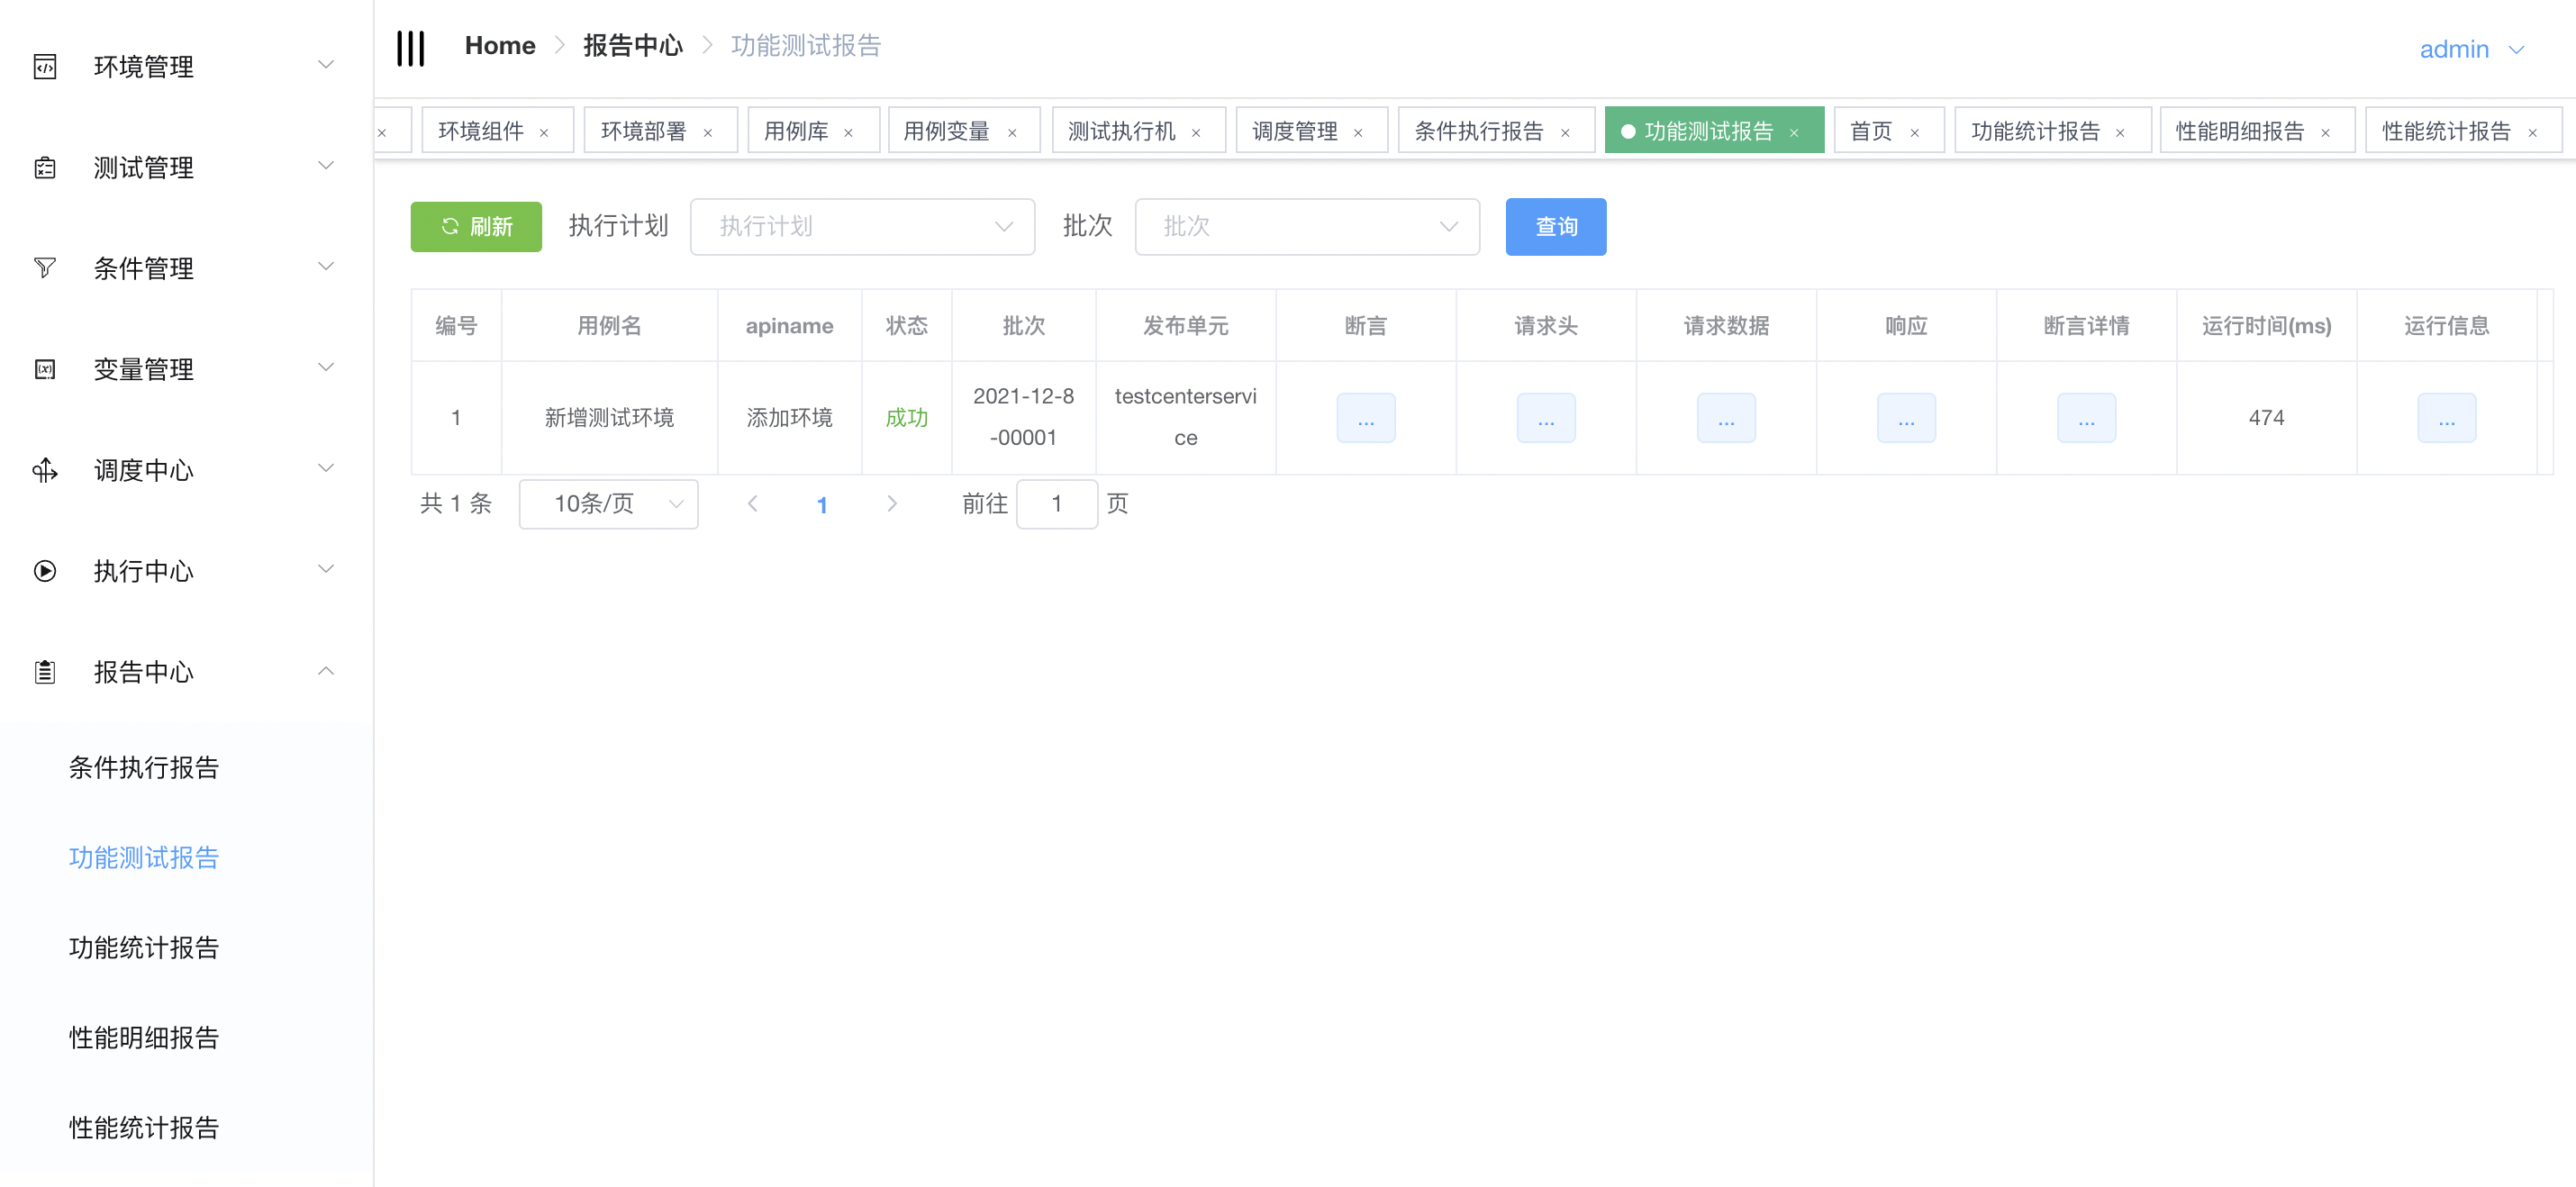 环境管理
测试管理
条件管理
变量管理
调度中心
执行中心
报告中心
条件执行报告
功能测试报告
功能统计报告
性能明细报告
性能统计报告
Home 报告中心 功能测试报告
admin
× 环境组件 × 环境部署 × 用例库 × 用例变量 × 测试执行机 × 调度管理 × 条件执行报告 × 功能测试报告 × 首页 × 功能统计报告 × 性能明细报告 × 性能统计报告 ×
刷新 执行计划 执行计划 批次 批次 查询
编号 用例名 apiname 状态 批次 发布单元 断言 请求头 请求数据 响应 断言详情 运行时间(ms) 运行信息
1 新增测试环境 添加环境 成功 2021-12-8 testcenterservi ... ... ... ... ... 474 ...
-00001 ce
共 1 条 10条/页 1 前往 1 页